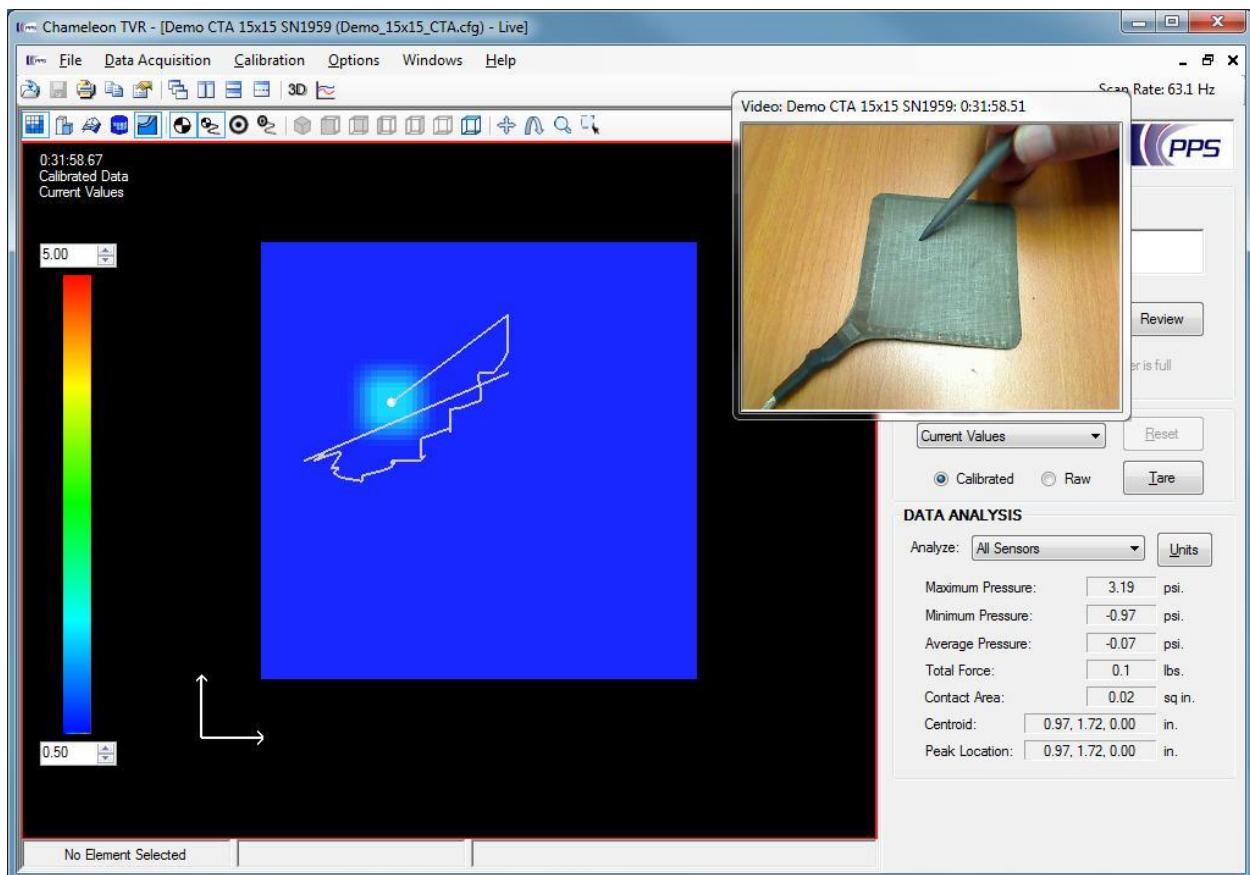 Chameleon TVR - [Demo CTA 15x15 SN1959 (Demo_15x15_CTA.cfg) - Live]
File Data Acquisition Calibration Options Windows Help
3D
Scan Rate: 63.1 Hz
Video: Demo CTA 15x15 SN1959: 0:31:58.51
PPS
0:31:58.67
Calibrated Data
Current Values
5.00
0.50
Review
er is full
Current Values
Reset
Calibrated Raw Tare
DATA ANALYSIS
Analyze: All Sensors Units
Maximum Pressure: 3.19 psi.
Minimum Pressure: -0.97 psi.
Average Pressure: -0.07 psi.
Total Force: 0.1 lbs.
Contact Area: 0.02 sq in.
Centroid: 0.97, 1.72, 0.00 in.
Peak Location: 0.97, 1.72, 0.00 in.
No Element Selected